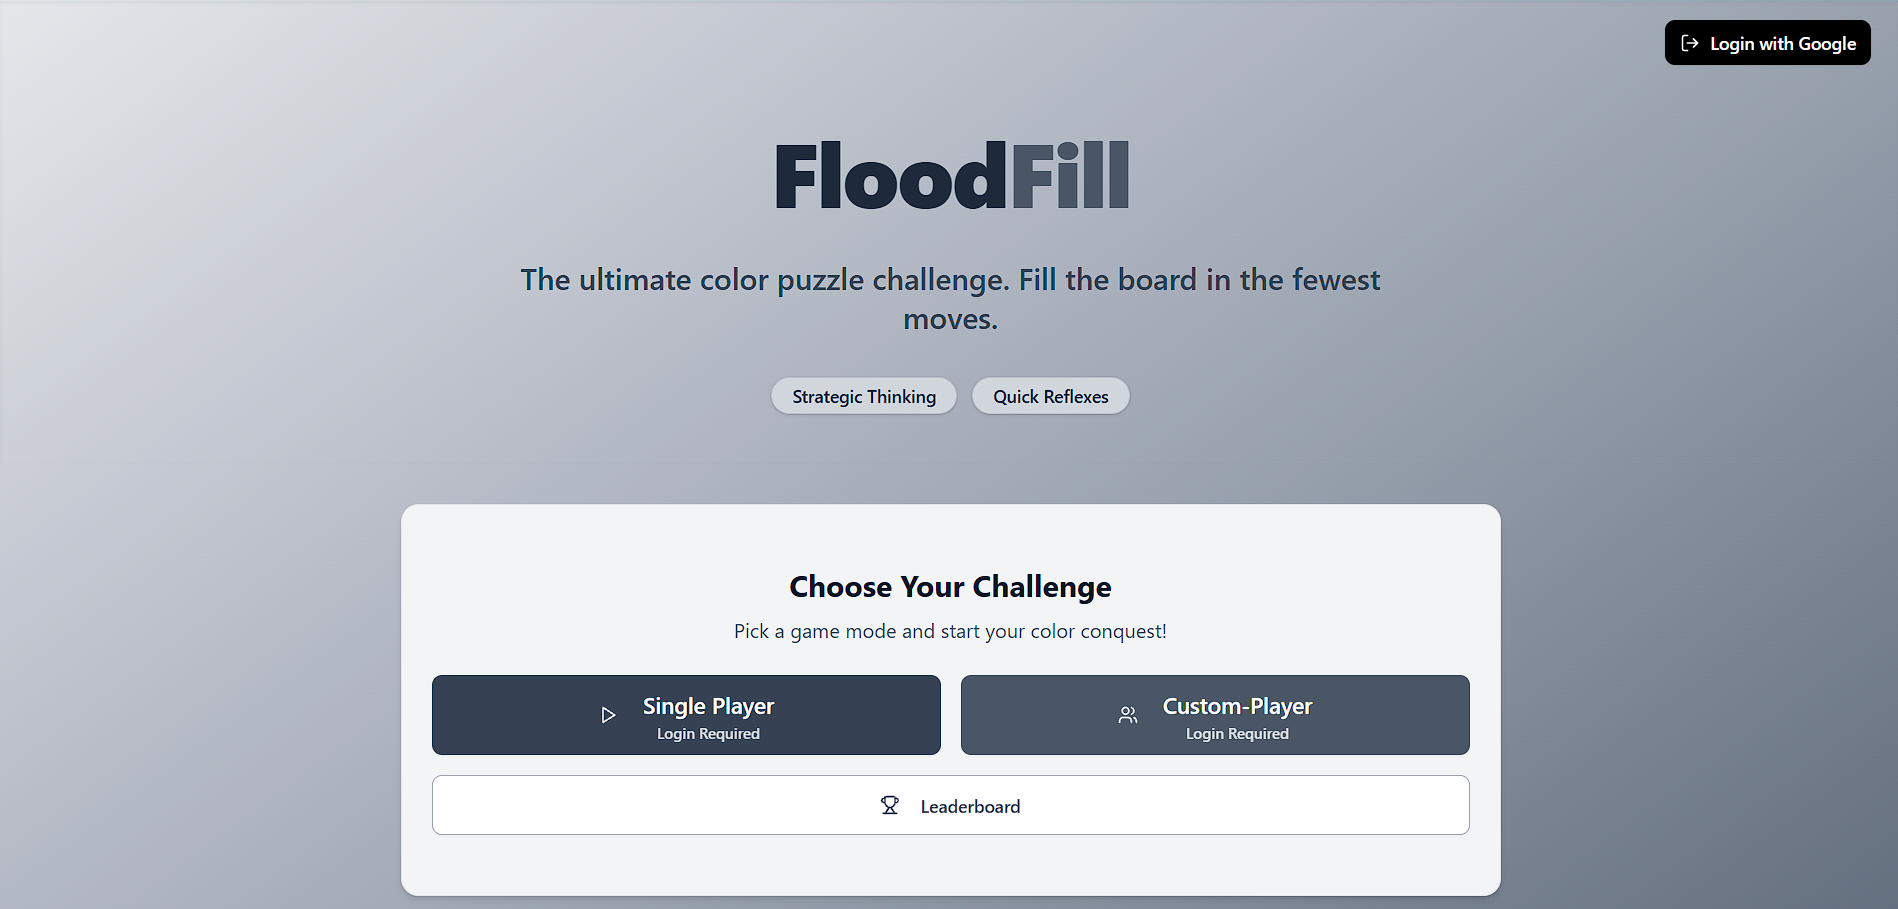 Login with Google
FloodFill
The ultimate color puzzle challenge. Fill the board in the fewest
moves.
Strategic Thinking
Quick Reflexes
Choose Your Challenge
Pick a game mode and start your color conquest!
Single Player
Login Required
Custom-Player
Login Required
Leaderboard